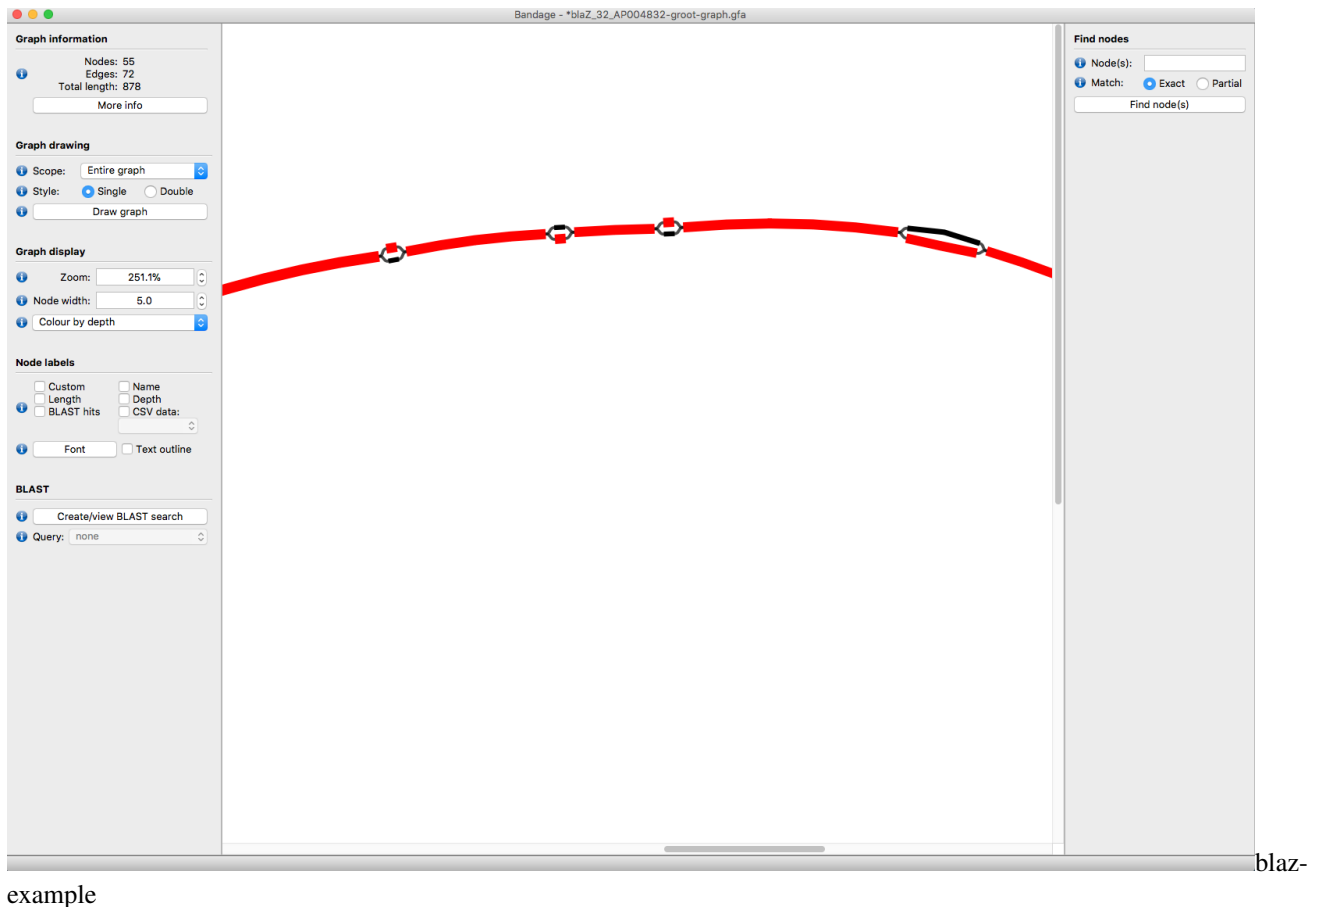 Bandage - *blaZ_32_AP004832-groot-graph.gfa
Graph information
Nodes: 55
Edges: 72
Total length: 878
More info
Graph drawing
Scope: Entire graph
Style: Single Double
Draw graph
Graph display
Zoom: 251.1%
Node width: 5.0
Colour by depth
Node labels
Custom Name
Length Depth
BLAST hits CSV data:
Font Text outline
BLAST
Create/view BLAST search
Query: none
Find nodes
Node(s):
Match: Exact Partial
Find node(s)
blaz-
example